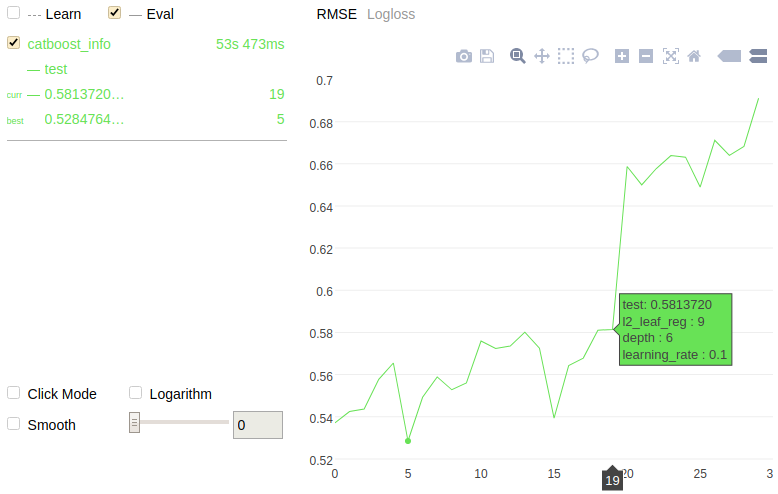 Learn Eval
catboost_info 53s 473ms
test
curr 0.5813720... 19
best 0.5284764... 5
Click Mode Logarithm
Smooth 0
RMSE Logloss
0.7
0.68
0.66
0.64
0.62
0.6
0.58
0.56
0.54
0.52
test: 0.5813720
l2_leaf_reg : 9
depth : 6
learning_rate : 0.1
0 5 10 15 20 25 3
19